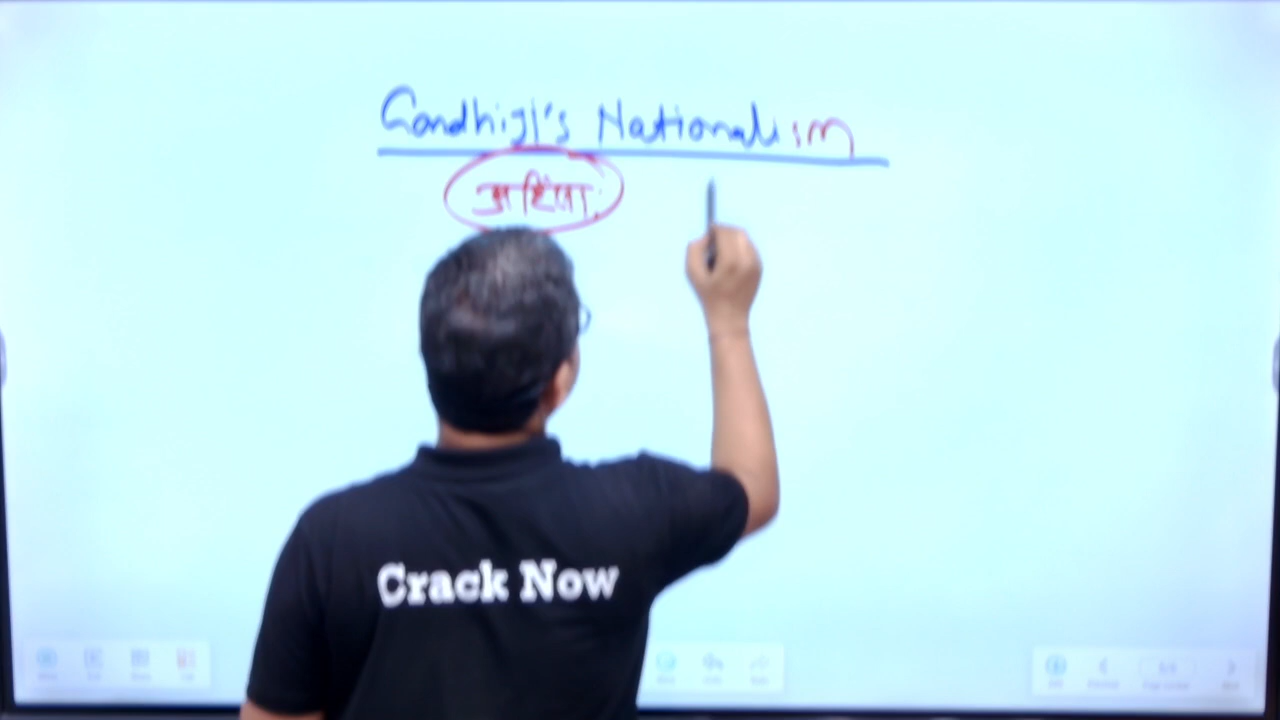 Gandhiji's Nationalism
अहिंसा:
Crack Now